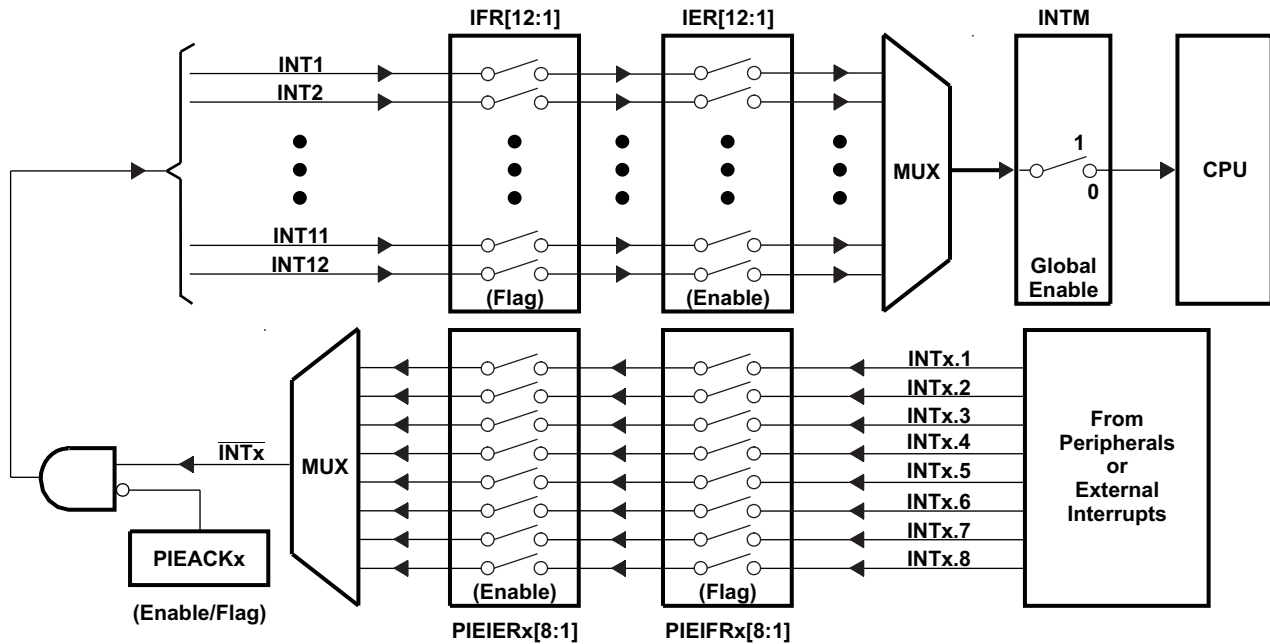 IFR[12:1]
IER[12:1]
INTM
INT1
INT2
1
MUX
CPU
0
INT11
INT12
Global
Enable
(Flag)
(Enable)
INTx.1
INTx.2
INTx.3
INTx.4
INTx.5
INTx.6
INTx.7
INTx.8
From
Peripherals
or
External
Interrupts
INTx
MUX
PIEACKx
(Enable/Flag)
(Enable)
(Flag)
PIEIERx[8:1]
PIEIFRx[8:1]